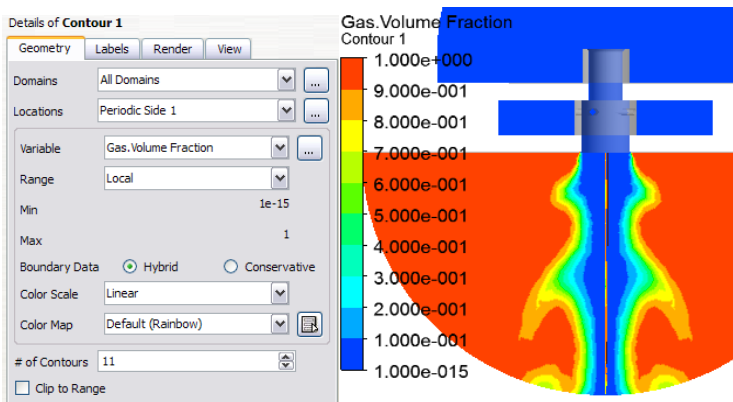 Details of Contour 1
Geometry Labels Render View
Domains All Domains ...
Locations Periodic Side 1 ...
Variable Gas.Volume Fraction ...
Range Local
Min 1e-15
Max 1
Boundary Data Hybrid Conservative
Color Scale Linear
Color Map Default (Rainbow)
# of Contours 11
Clip to Range
Gas.Volume Fraction
Contour 1
1.000e+000
9.000e-001
8.000e-001
7.000e-001
6.000e-001
5.000e-001
4.000e-001
3.000e-001
2.000e-001
1.000e-001
1.000e-015